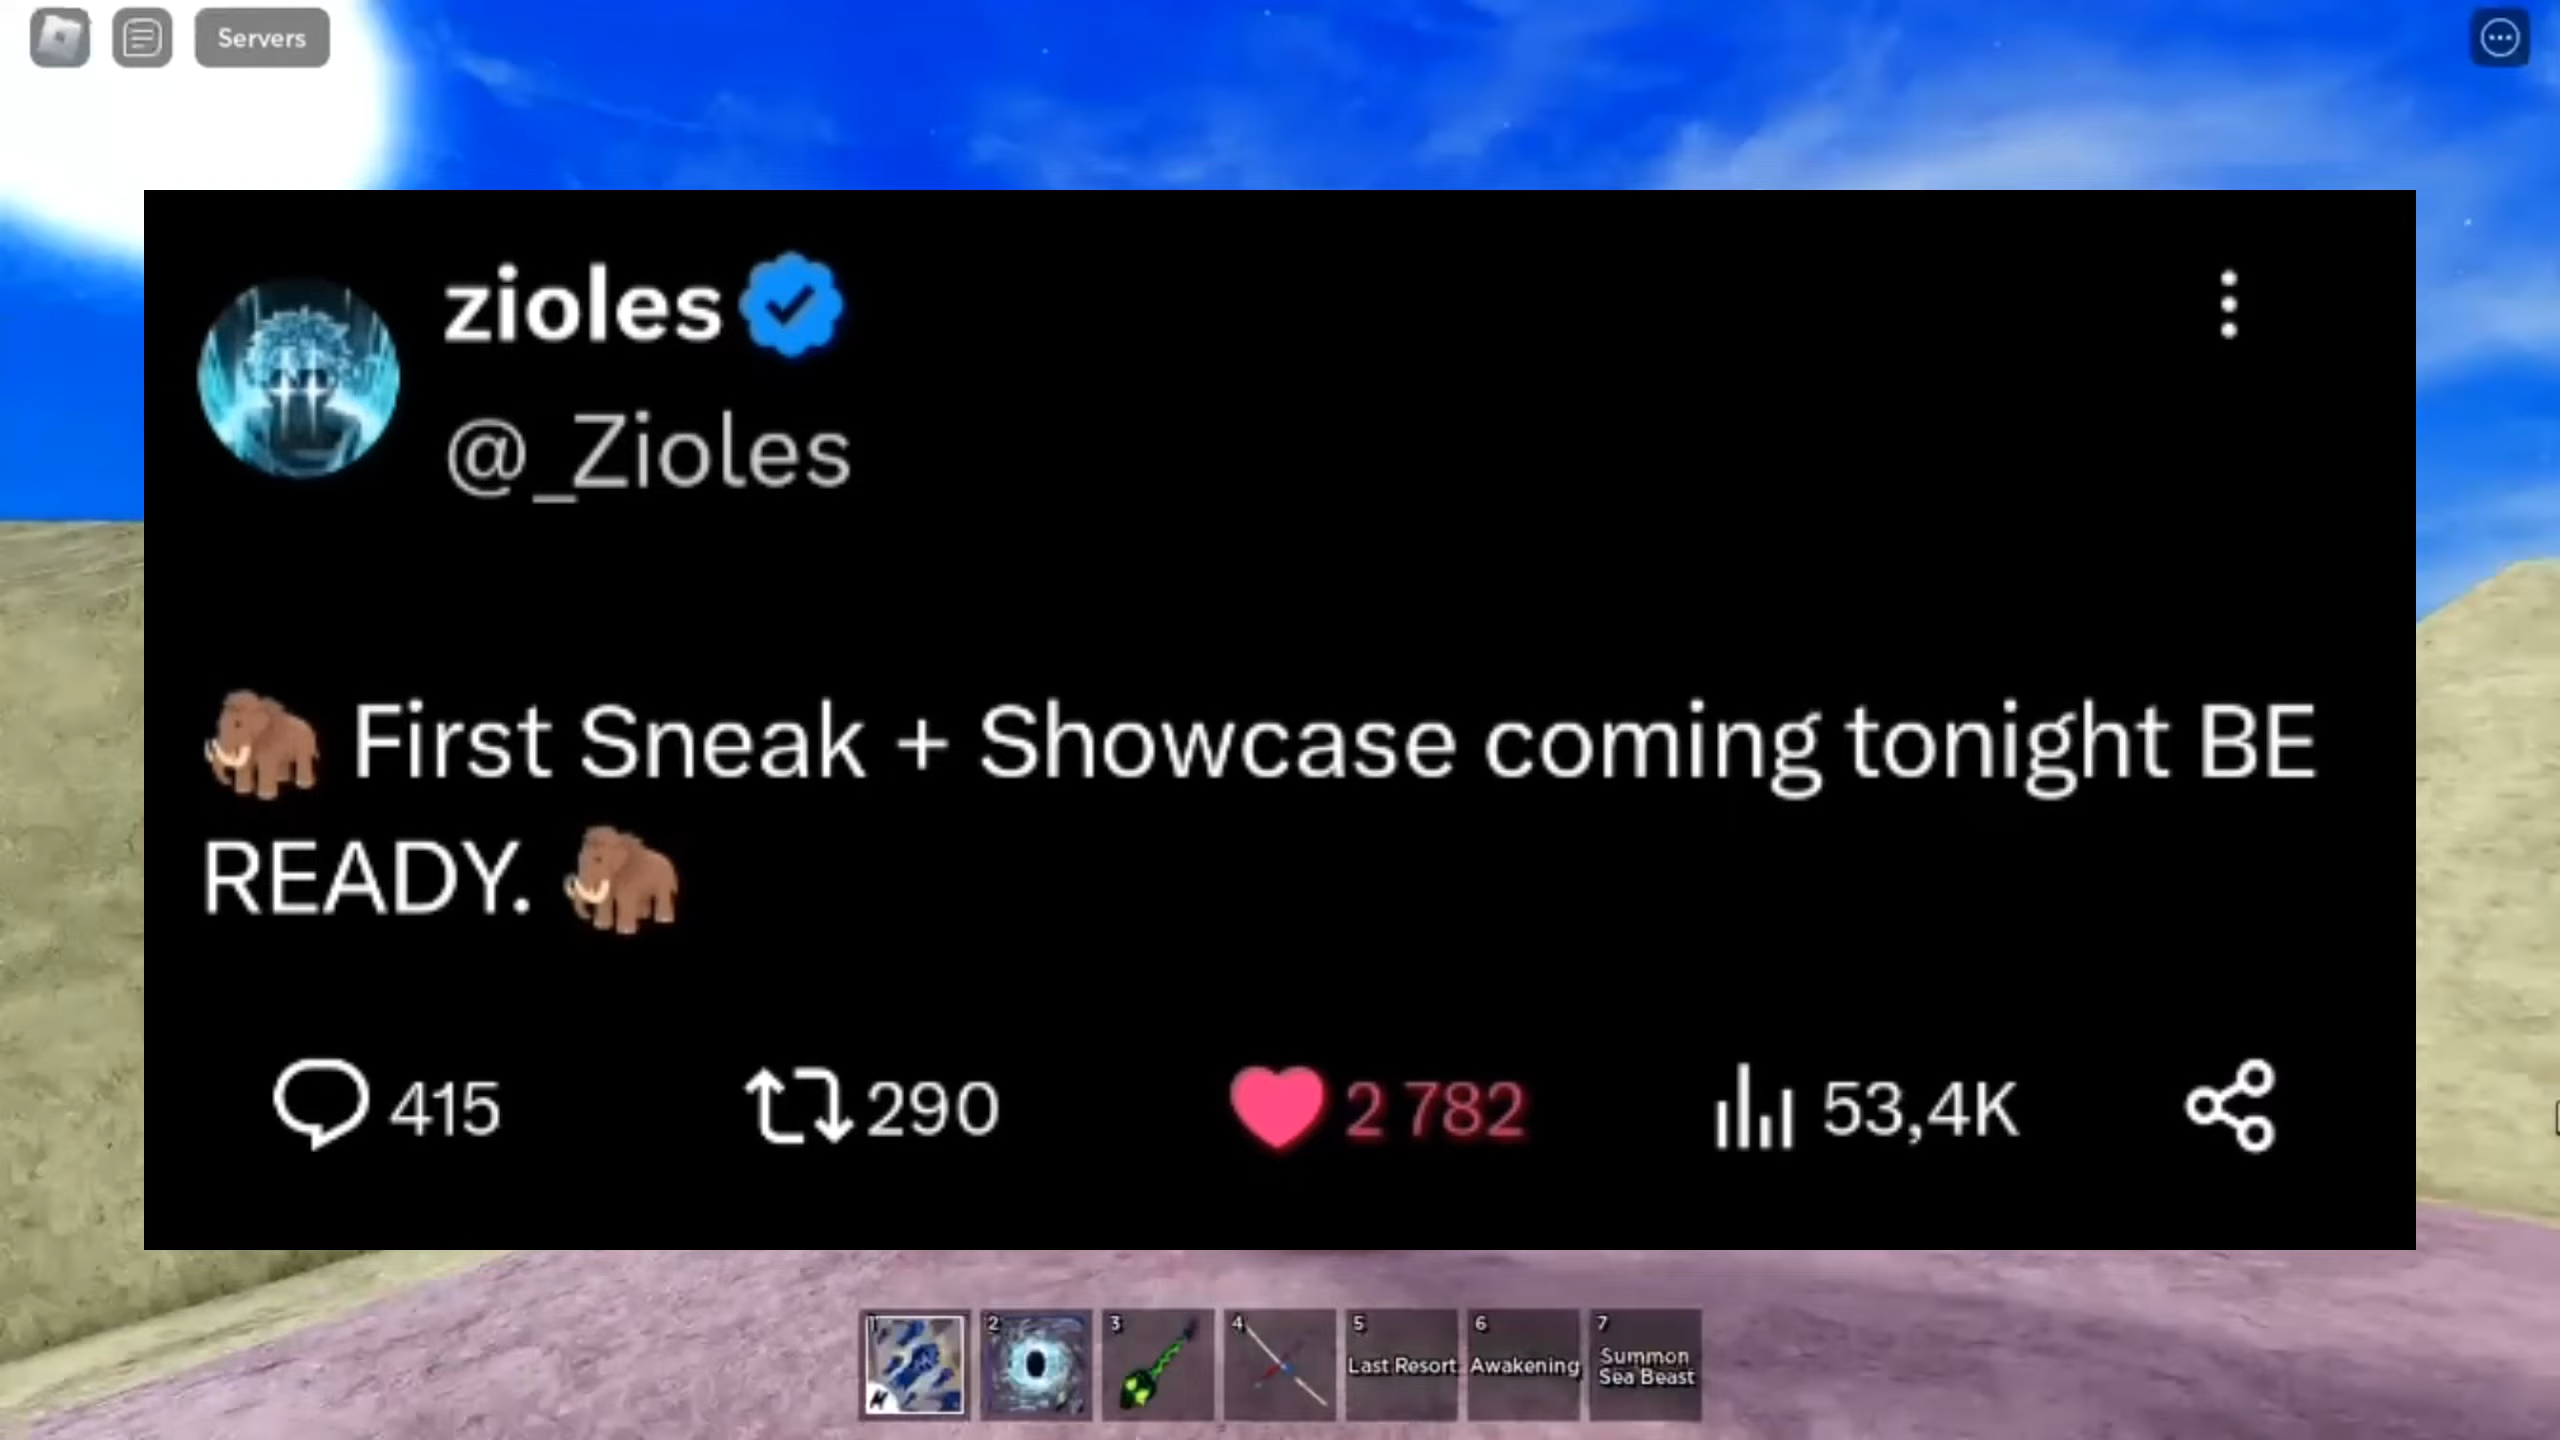 Servers
zioles
@_Zioles
🦣 First Sneak + Showcase coming tonight BE
READY. 🦣
415 290 2 782 53,4K
1 2 3 4 5 6 7
Last Resort Awakening Summon
Sea Beast